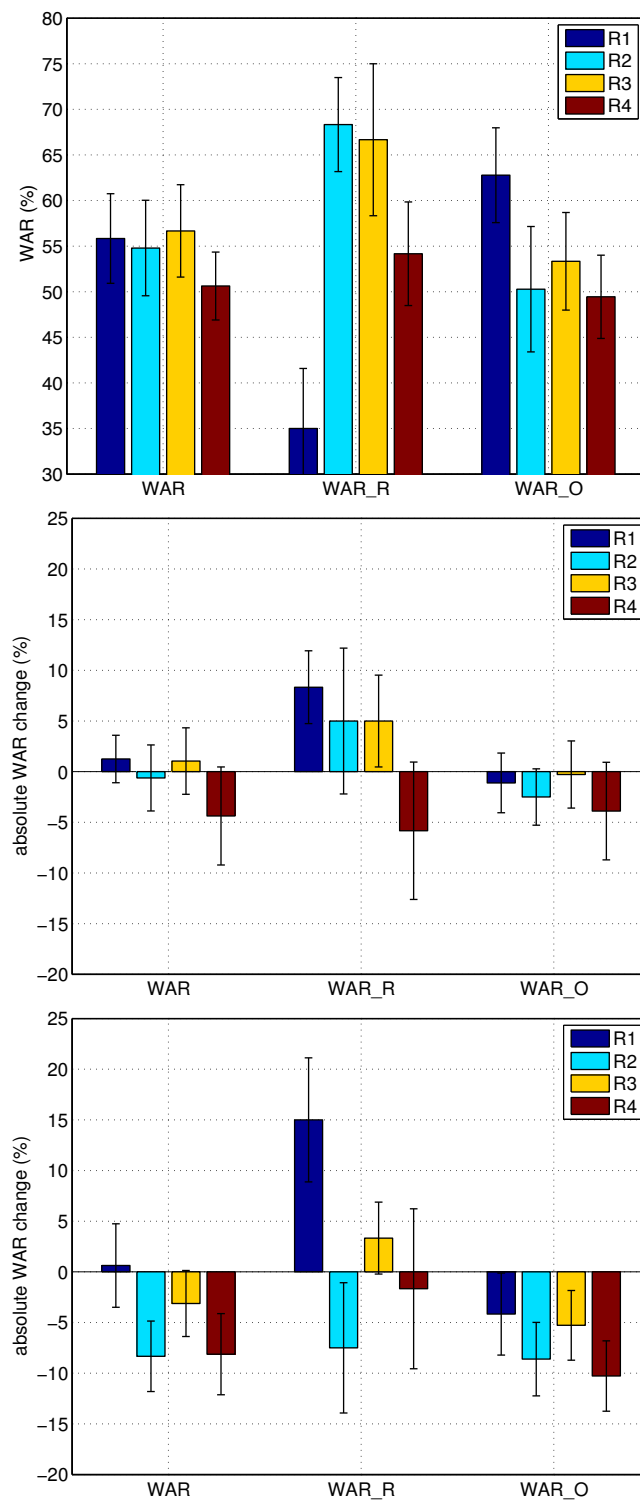 80
75
70
65
60
55
50
45
40
35
30
WAR (%)
R1
R2
R3
R4
WAR WAR_R WAR_O
25
20
15
10
5
0
−5
−10
−15
−20
absolute WAR change (%)
R1
R2
R3
R4
WAR WAR_R WAR_O
25
20
15
10
5
0
−5
−10
−15
−20
absolute WAR change (%)
R1
R2
R3
R4
WAR WAR_R WAR_O